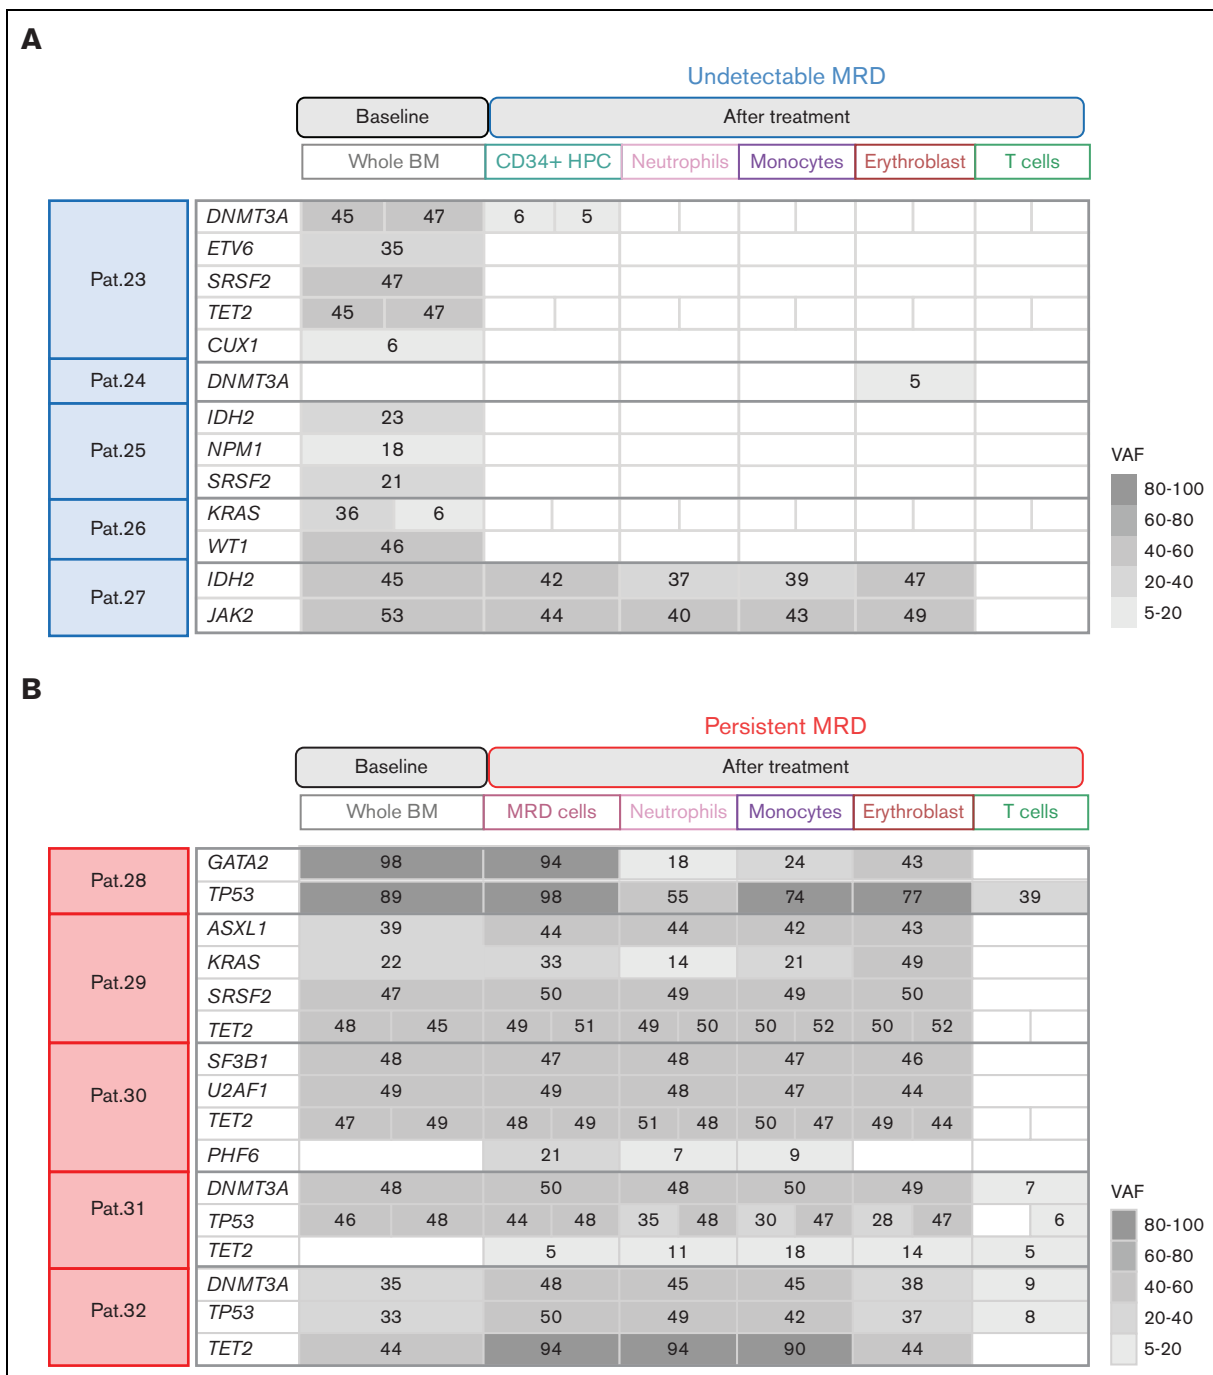 A
Undetectable MRD
Baseline After treatment
Whole BM CD34+ HPC Neutrophils Monocytes Erythroblast T cells
Pat.23
DNMT3A 45 47 6 5
ETV6 35
SRSF2 47
TET2 45 47
CUX1 6
Pat.24
DNMT3A 5
Pat.25
IDH2 23
NPM1 18
SRSF2 21
Pat.26
KRAS 36 6
WT1 46
Pat.27
IDH2 45 42 37 39 47
JAK2 53 44 40 43 49
VAF
80-100
60-80
40-60
20-40
5-20
B
Persistent MRD
Baseline After treatment
Whole BM MRD cells Neutrophils Monocytes Erythroblast T cells
Pat.28
GATA2 98 94 18 24 43
TP53 89 98 55 74 77 39
Pat.29
ASXL1 39 44 44 42 43
KRAS 22 33 14 21 49
SRSF2 47 50 49 49 50
TET2 48 45 49 51 49 50 50 52 50 52
Pat.30
SF3B1 48 47 48 47 46
U2AF1 49 49 48 47 44
TET2 47 49 48 49 51 48 50 47 49 44
PHF6 21 7 9
Pat.31
DNMT3A 48 50 48 50 49 7
TP53 46 48 44 48 35 48 30 47 28 47 6
TET2 5 11 18 14 5
Pat.32
DNMT3A 35 48 45 45 38 9
TP53 33 50 49 42 37 8
TET2 44 94 94 90 44
VAF
80-100
60-80
40-60
20-40
5-20